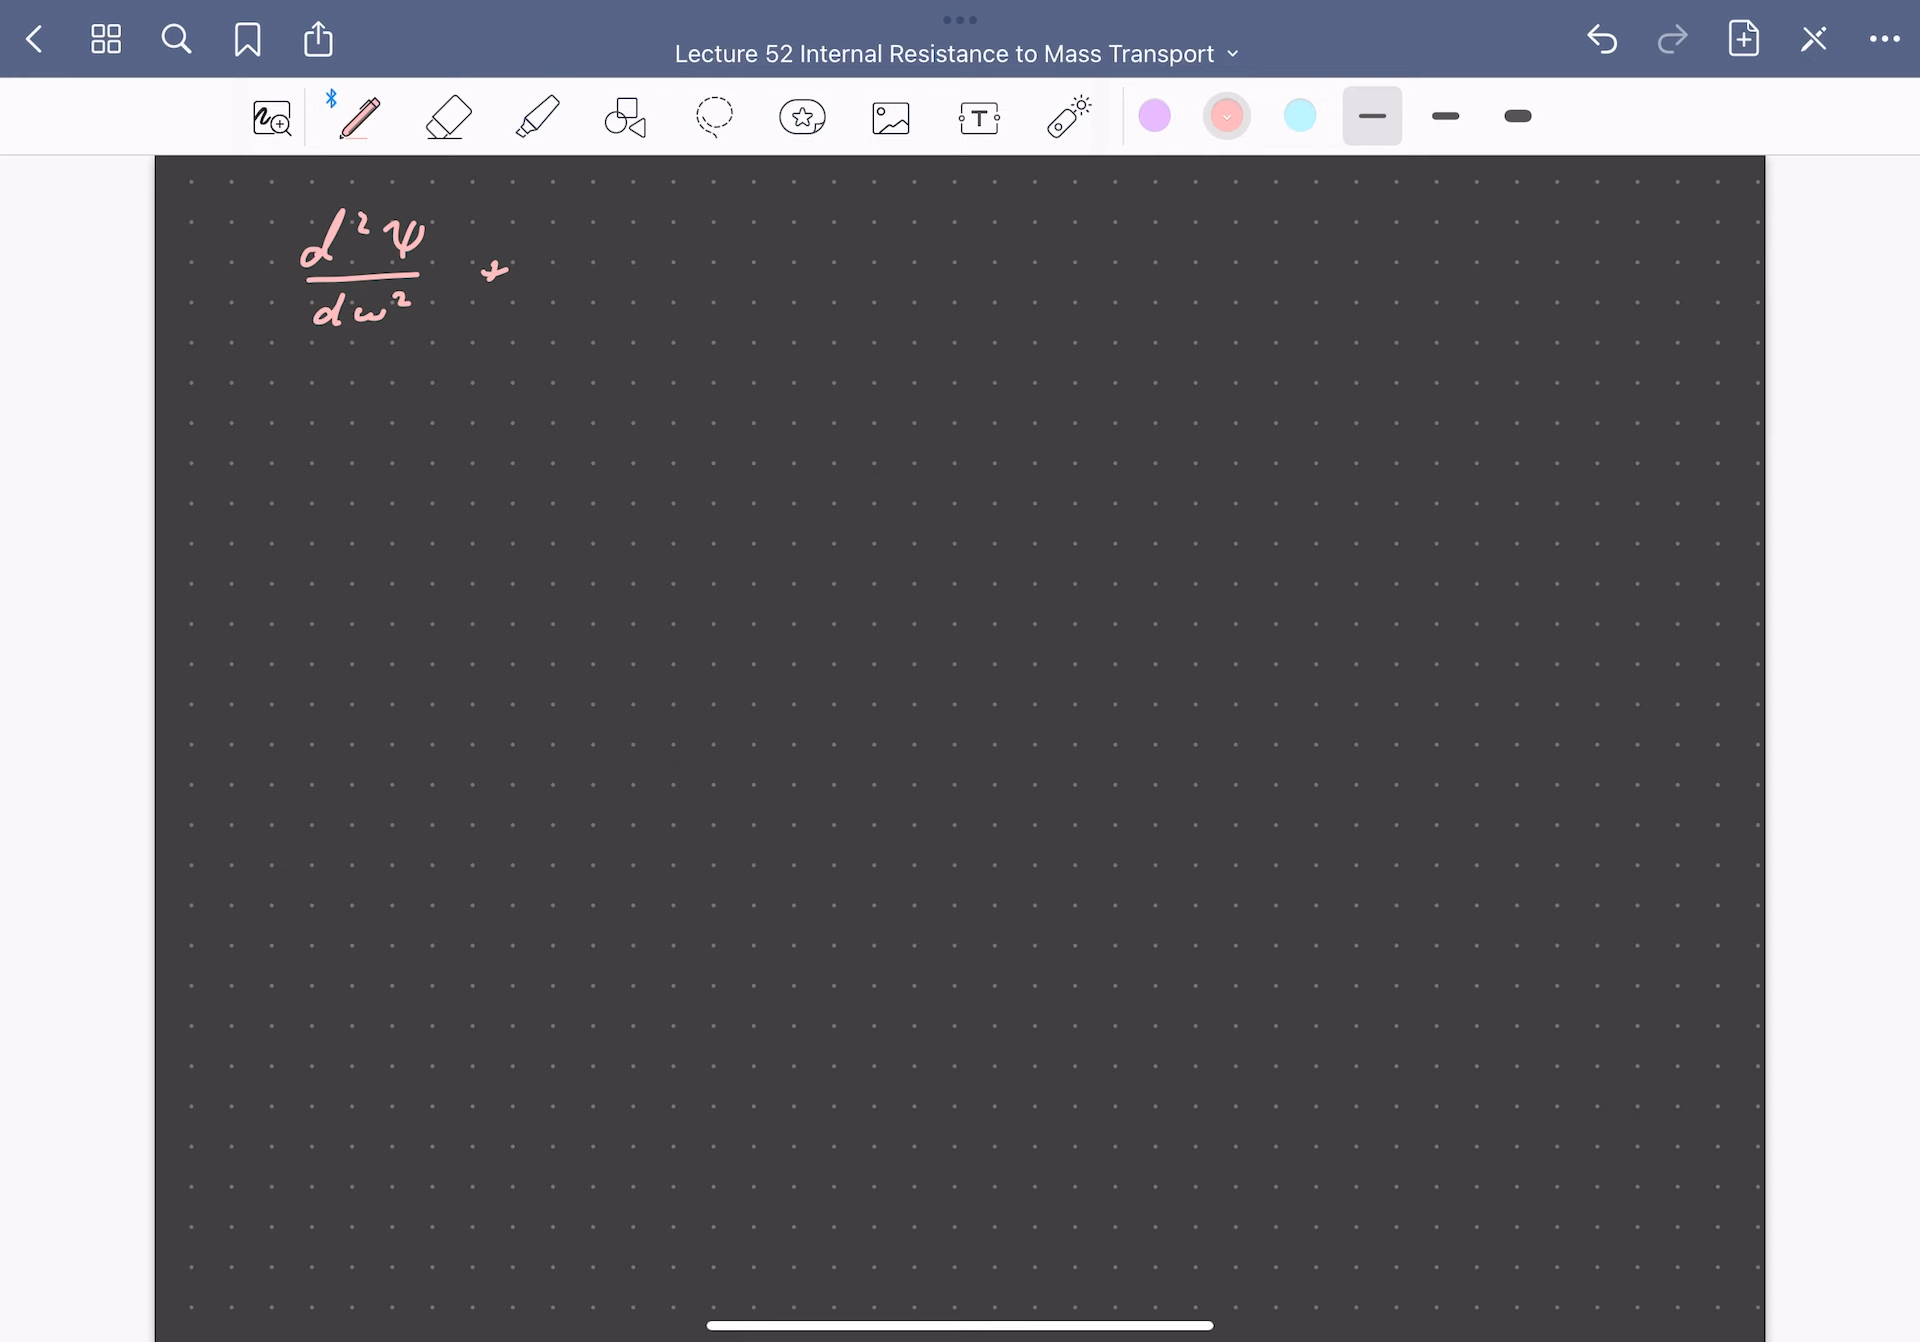 Lecture 52 Internal Resistance to Mass Transport
T
d²ψ
dω² +